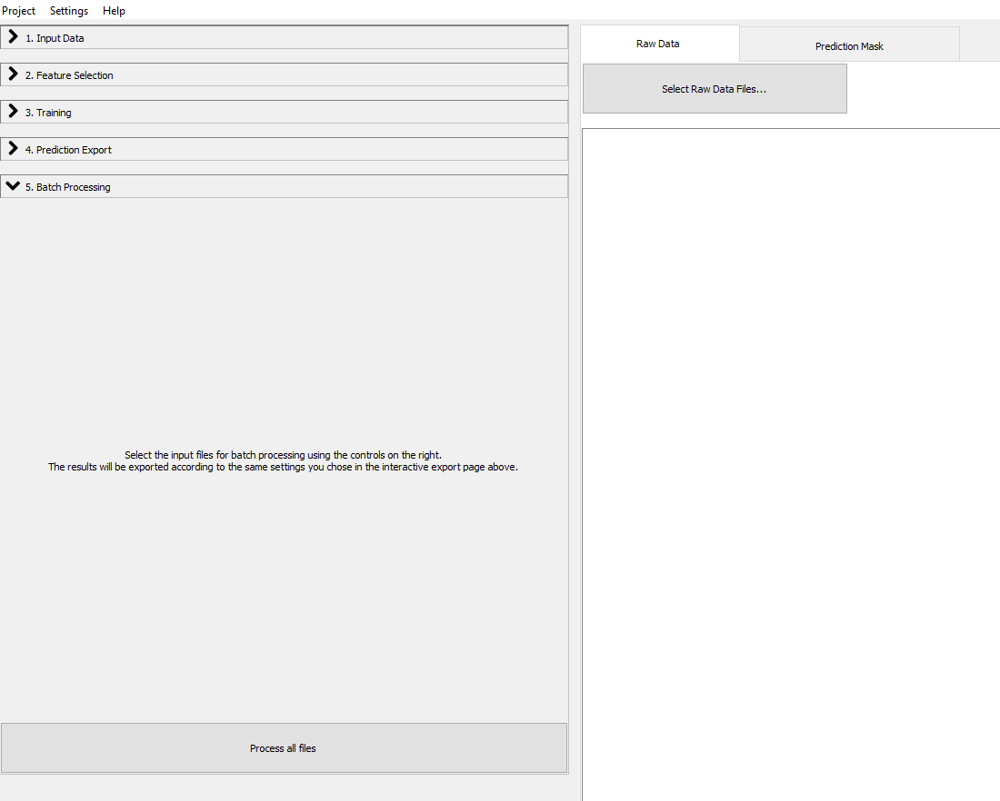 Project Settings Help
1. Input Data
2. Feature Selection
3. Training
4. Prediction Export
5. Batch Processing
Select the input files for batch processing using the controls on the right.
The results will be exported according to the same settings you chose in the interactive export page above.
Process all files
Raw Data Prediction Mask
Select Raw Data Files...